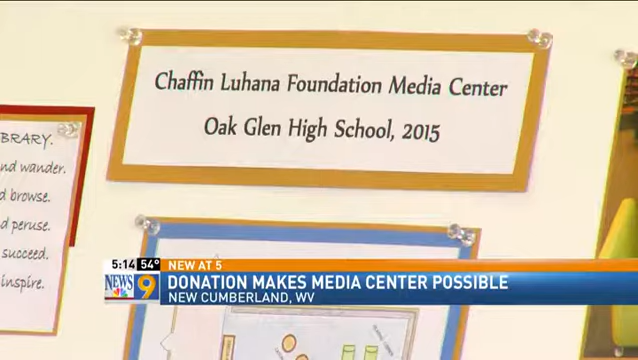 Chaffin Luhana Foundation Media Center
Oak Glen High School, 2015
BRARY.
nd wander.
d browse.
d peruse.
succeed.
inspire.
5:14 54°
NEW AT 5
NEWS 9
DONATION MAKES MEDIA CENTER POSSIBLE
NEW CUMBERLAND, WV